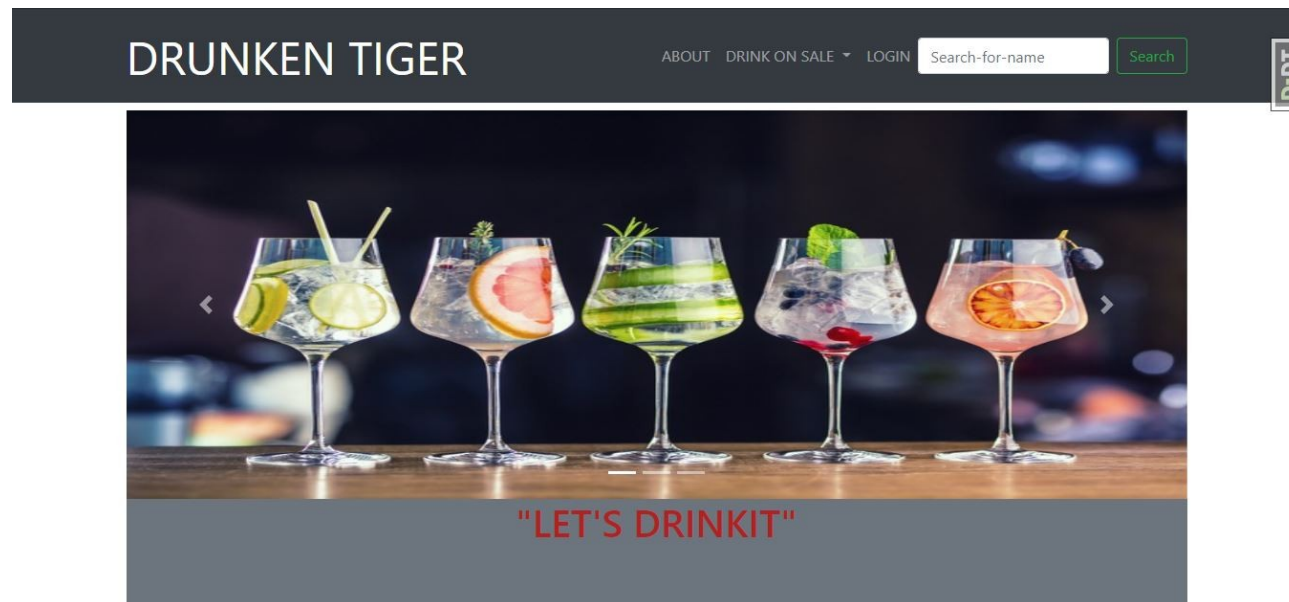 DRUNKEN TIGER
ABOUT DRINK ON SALE LOGIN Search-for-name Search
"LET'S DRINKIT"